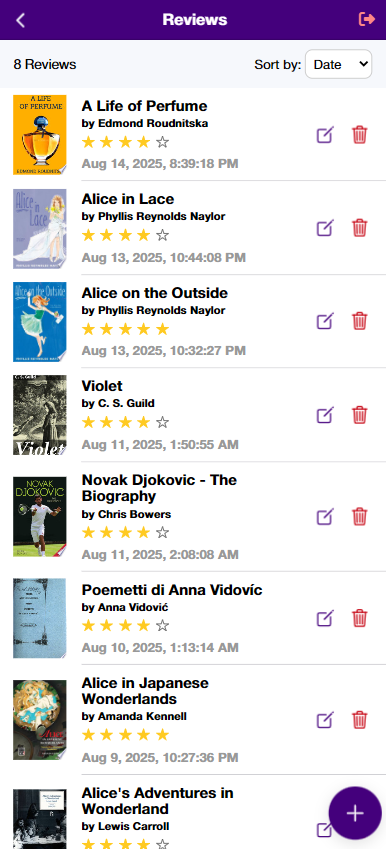 Reviews
8 Reviews
Sort by: Date
A LIFE
OF PERFUME
EDMOND ROUDNITSKA
A Life of Perfume
by Edmond Roudnitska
Aug 14, 2025, 8:39:18 PM
Alice in
Lace
Alice in Lace
by Phyllis Reynolds Naylor
Aug 13, 2025, 10:44:08 PM
Alice on the Outside
Alice on the Outside
by Phyllis Reynolds Naylor
Aug 13, 2025, 10:32:27 PM
C. S. Guild
Violet
Violet
by C. S. Guild
Aug 11, 2025, 1:50:55 AM
NOVAK
DJOKOVIC
Novak Djokovic - The
Biography
by Chris Bowers
Aug 11, 2025, 2:08:08 AM
Poemetti di Anna Vidovíc
by Anna Vidović
Aug 10, 2025, 1:13:14 AM
Alice in Japanese
Wonderlands
by Amanda Kennell
Aug 9, 2025, 10:27:36 PM
Alice's Adventures in
Wonderland
by Lewis Carroll